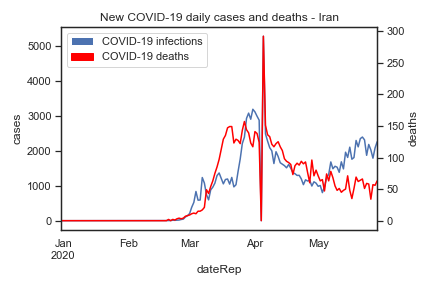 New COVID-19 daily cases and deaths - Iran
COVID-19 infections
COVID-19 deaths
5000
4000
3000
2000
1000
0
cases
300
250
200
150
100
50
0
deaths
Jan Feb Mar Apr May
2020
dateRep